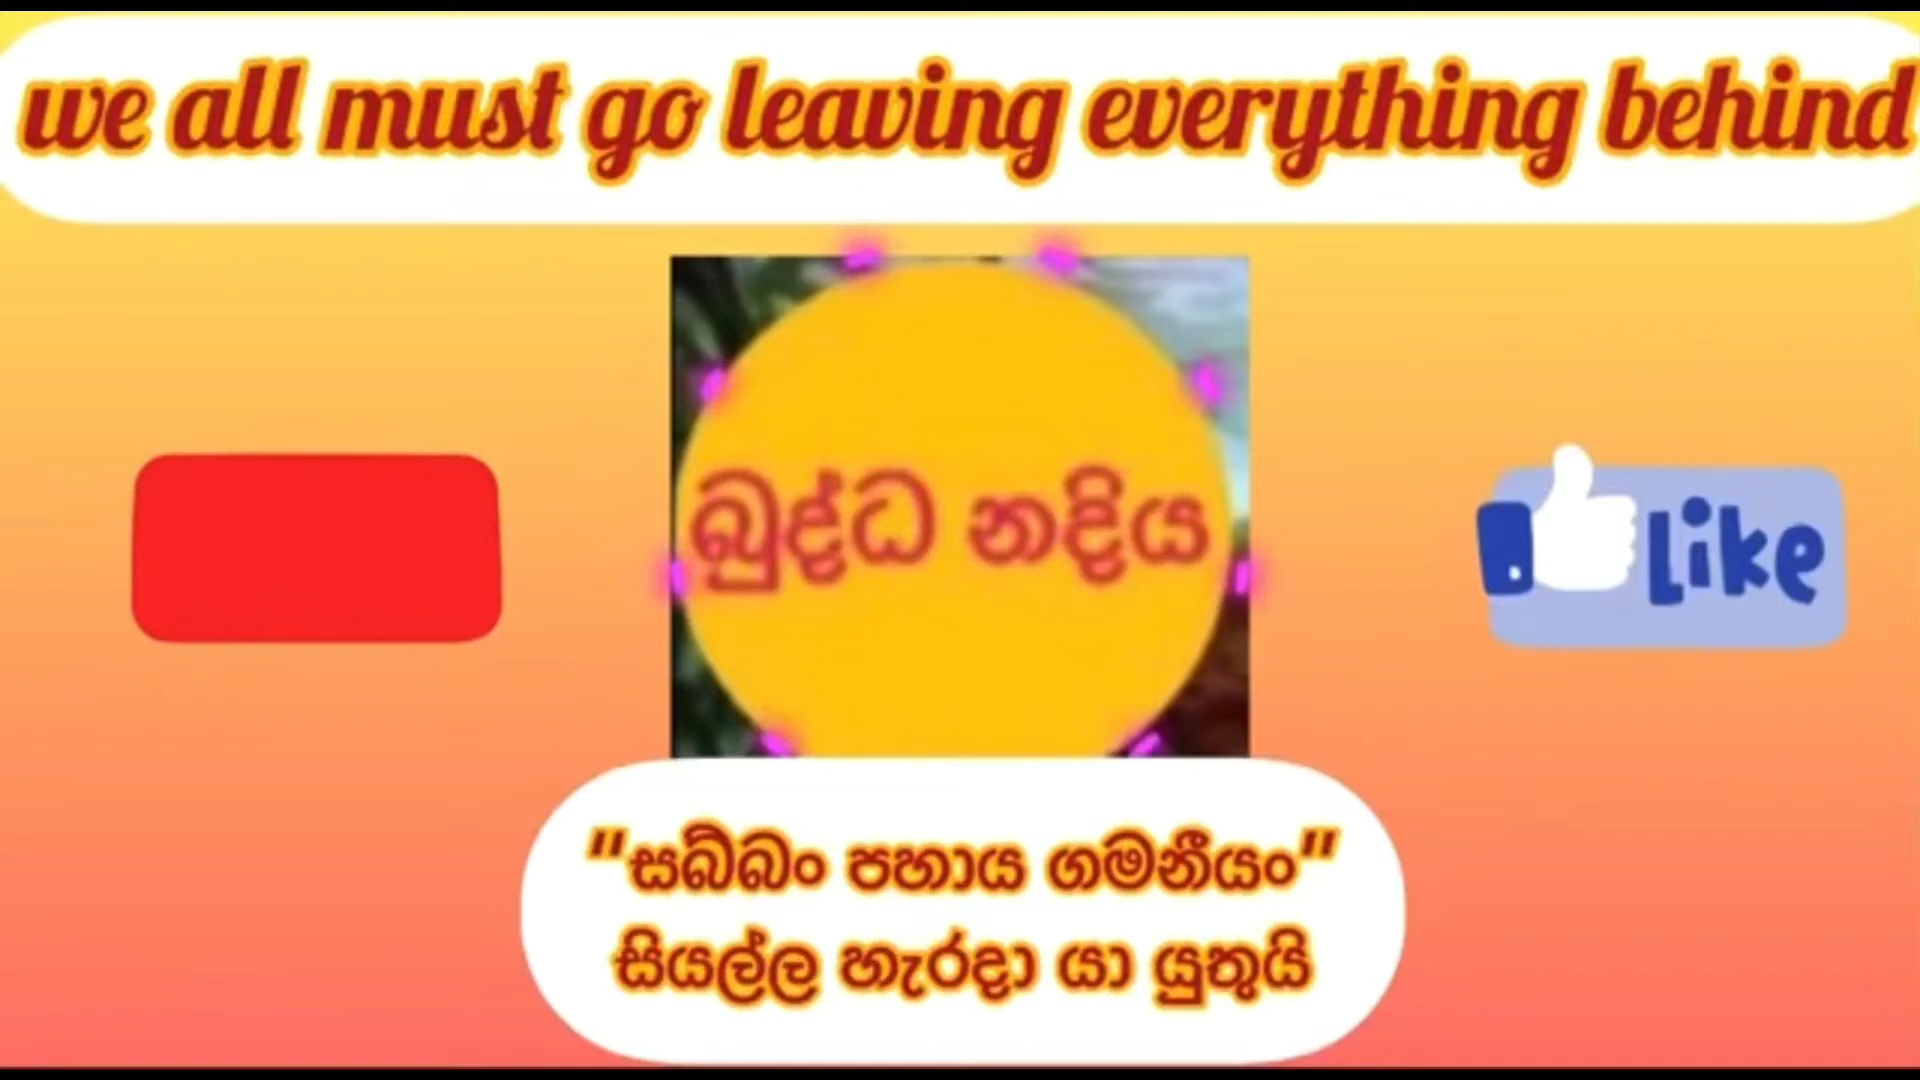 we all must go leaving everything behind
බුද්ධ නදිය
Like
"සබ්බං පහාය ගමනීයං"
සියල්ල හැරදා යා යුතුයි